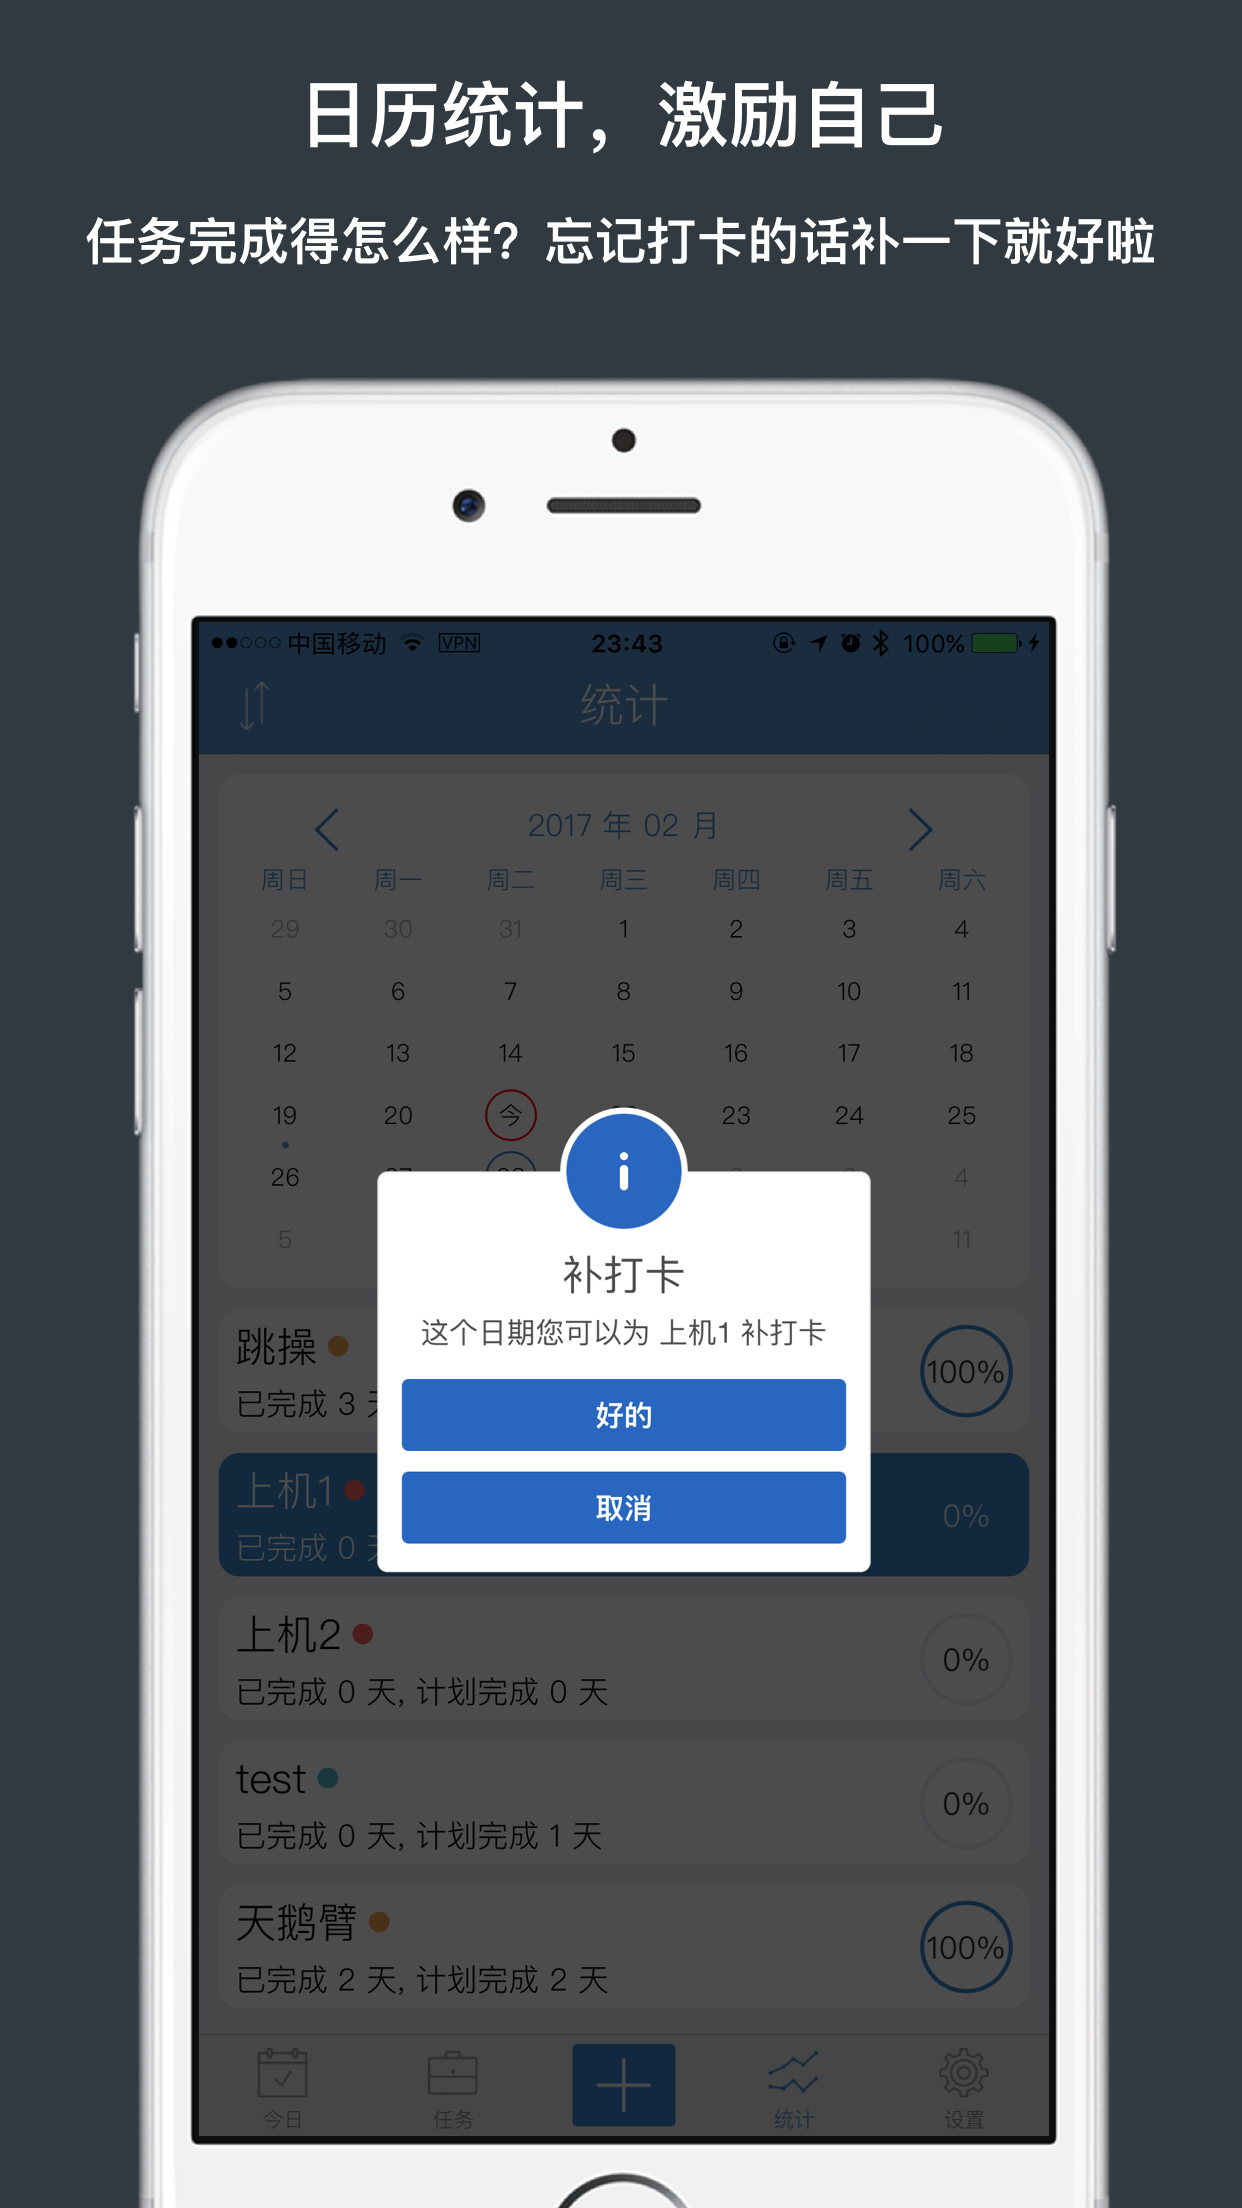 日历统计，激励自己
任务完成得怎么样？忘记打卡的话补一下就好啦
中国移动 VPN 23:43 100%
统计
2017 年 02 月
周日 周一 周二 周三 周四 周五 周六
29 30 31 1 2 3 4
5 6 7 8 9 10 11
12 13 14 15 16 17 18
19 20 今 23 24 25
26 4
5 11
补打卡
这个日期您可以为 上机1 补打卡
好的
取消
跳操
已完成 3
100%
上机1
已完成 0
0%
上机2
已完成 0 天, 计划完成 0 天
0%
test
已完成 0 天, 计划完成 1 天
0%
天鹅臂
已完成 2 天, 计划完成 2 天
100%
今日 任务 统计 设置